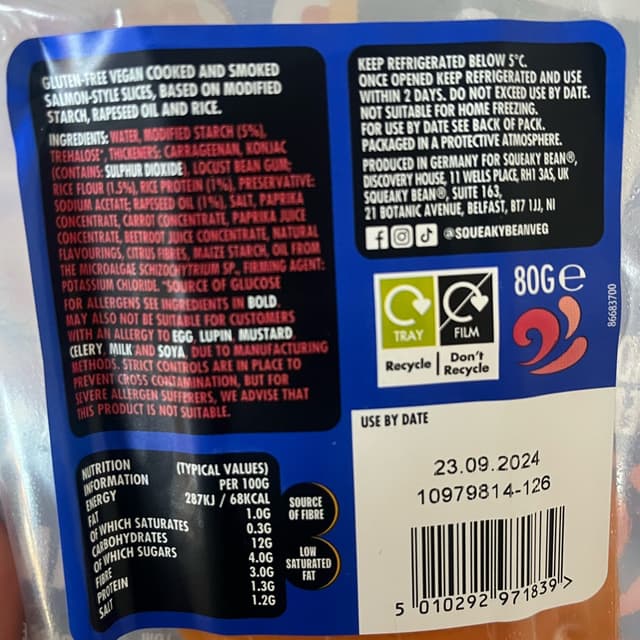 GLUTEN-FREE VEGAN COOKED AND SMOKED
SALMON-STYLE SLICES, BASED ON MODIFIED
STARCH, RAPESEED OIL AND RICE.
INGREDIENTS: WATER, MODIFIED STARCH (5%),
TREHALOSE*, THICKENERS: CARRAGEENAN, KONJAC
(CONTAINS: SULPHUR DIOXIDE), LOCUST BEAN GUM;
RICE FLOUR (1.5%), RICE PROTEIN (1%), PRESERVATIVE:
SODIUM ACETATE; RAPESEED OIL (1%), SALT, PAPRIKA
CONCENTRATE, CARROT CONCENTRATE, PAPRIKA JUICE
CONCENTRATE, BEETROOT JUICE CONCENTRATE, NATURAL
FLAVOURINGS, CITRUS FIBRES, MAIZE STARCH, OIL FROM
THE MICROALGAE SCHIZOCHYTRIUM SP., FIRMING AGENT:
POTASSIUM CHLORIDE. *SOURCE OF GLUCOSE
FOR ALLERGENS SEE INGREDIENTS IN BOLD.
MAY ALSO NOT BE SUITABLE FOR CUSTOMERS
WITH AN ALLERGY TO EGG, LUPIN, MUSTARD,
CELERY, MILK AND SOYA, DUE TO MANUFACTURING
METHODS. STRICT CONTROLS ARE IN PLACE TO
PREVENT CROSS CONTAMINATION, BUT FOR
SEVERE ALLERGEN SUFFERERS, WE ADVISE THAT
THIS PRODUCT IS NOT SUITABLE.
NUTRITION (TYPICAL VALUES)
INFORMATION PER 100G
ENERGY 287KJ / 68KCAL
FAT 1.0G
OF WHICH SATURATES 0.3G
CARBOHYDRATES 12G
OF WHICH SUGARS 4.0G
FIBRE 3.0G
PROTEIN 1.3G
SALT 1.2G
SOURCE
OF FIBRE
LOW
SATURATED
FAT
KEEP REFRIGERATED BELOW 5°C.
ONCE OPENED KEEP REFRIGERATED AND USE
WITHIN 2 DAYS. DO NOT EXCEED USE BY DATE.
NOT SUITABLE FOR HOME FREEZING.
FOR USE BY DATE SEE BACK OF PACK.
PACKAGED IN A PROTECTIVE ATMOSPHERE.
PRODUCED IN GERMANY FOR SQUEAKY BEAN®,
DISCOVERY HOUSE, 11 WELLS PLACE, RH1 3AS, UK
SQUEAKY BEAN®, SUITE 163,
21 BOTANIC AVENUE, BELFAST, BT7 1JJ, NI
@SQUEAKYBEANVEG
TRAY
FILM
Recycle
Don't
Recycle
80G e
86683700
USE BY DATE
23.09.2024
10979814-126
5 010292 971839 >